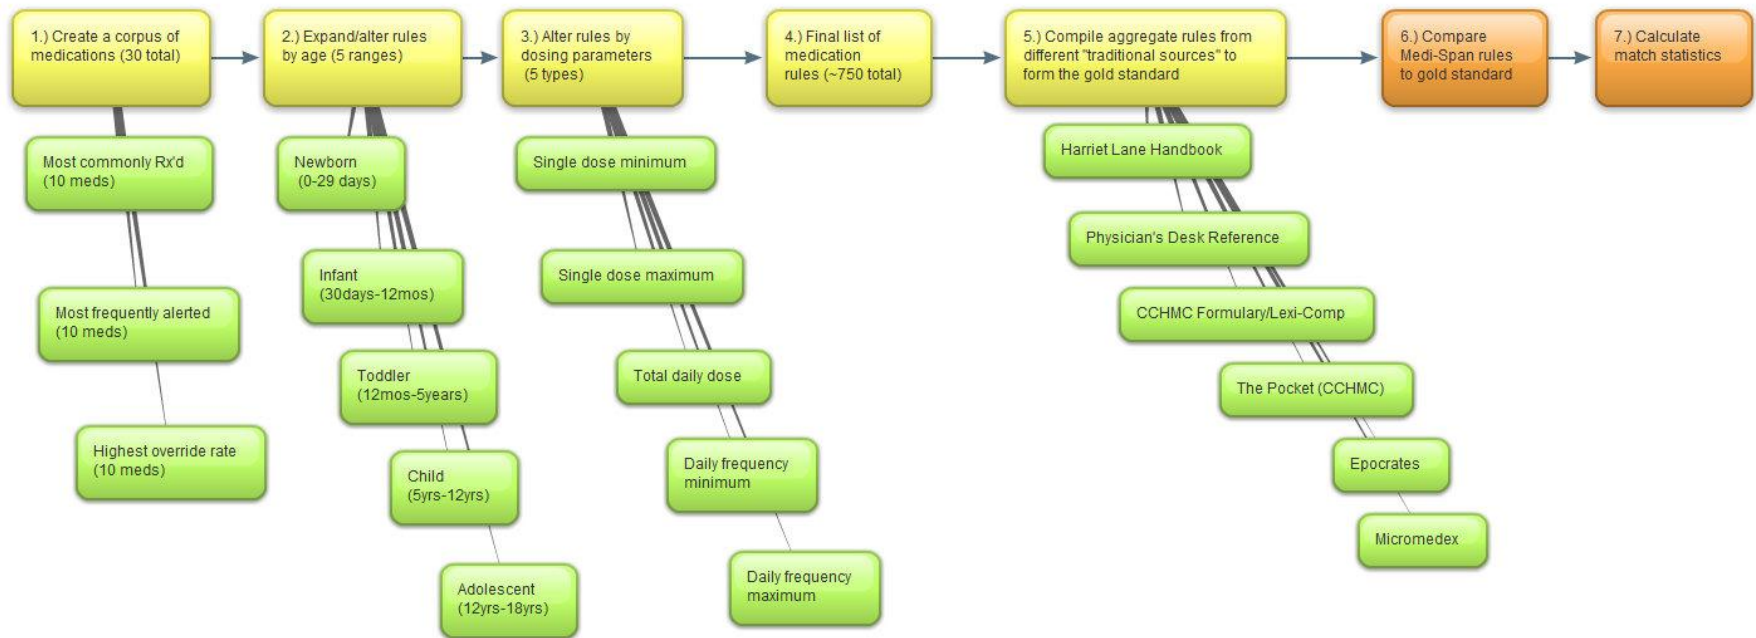 1.) Create a corpus of
medications (30 total)
2.) Expand/alter rules
by age (5 ranges)
3.) Alter rules by
dosing parameters
(5 types)
4.) Final list of
medication
rules (~750 total)
5.) Compile aggregate rules from
different "traditional sources" to
form the gold standard
6.) Compare
Medi-Span rules
to gold standard
7.) Calculate
match statistics
Most commonly Rx'd
(10 meds)
Most frequently alerted
(10 meds)
Highest override rate
(10 meds)
Newborn
(0-29 days)
Infant
(30days-12mos)
Toddler
(12mos-5years)
Child
(5yrs-12yrs)
Adolescent
(12yrs-18yrs)
Single dose minimum
Single dose maximum
Total daily dose
Daily frequency
minimum
Daily frequency
maximum
Harriet Lane Handbook
Physician's Desk Reference
CCHMC Formulary/Lexi-Comp
The Pocket (CCHMC)
Epocrates
Micromedex